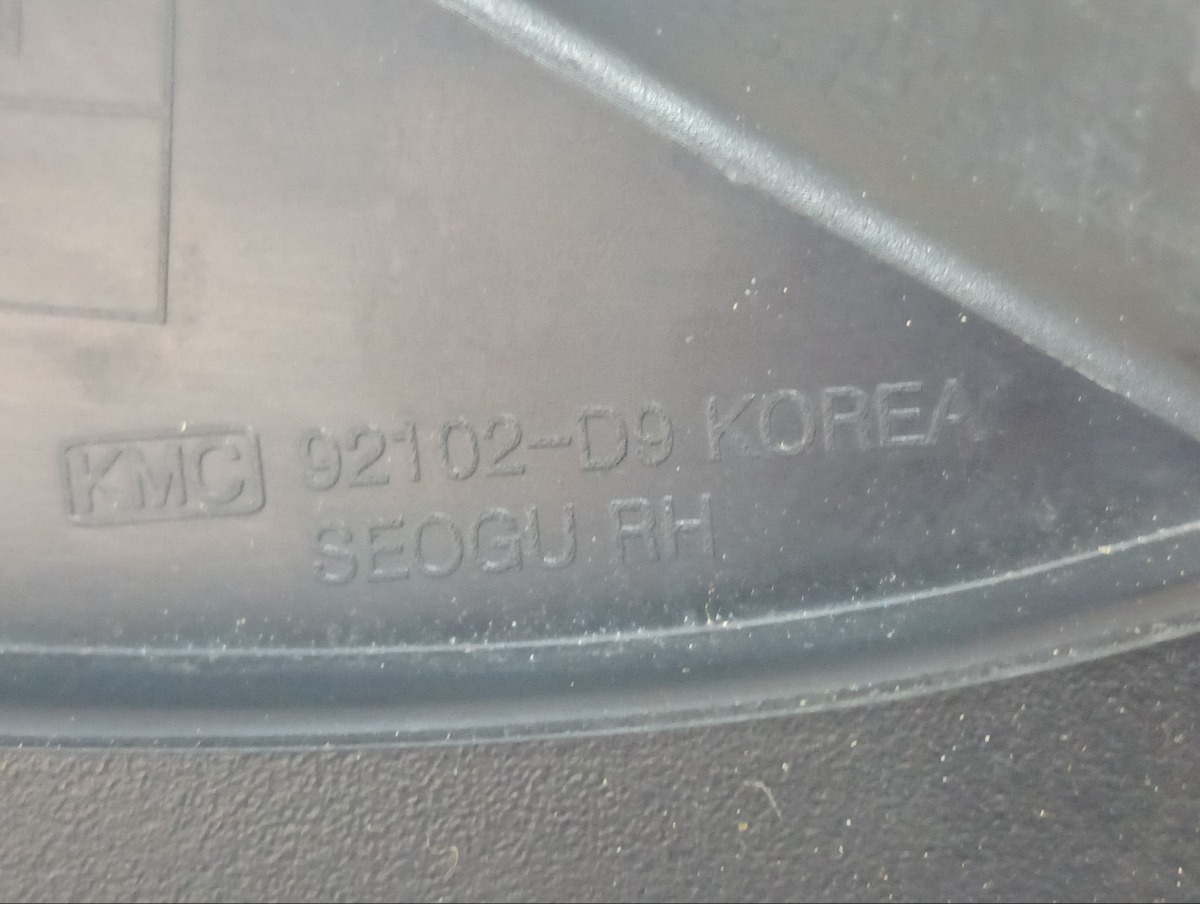 KMC 92102-D9 KOREA
SEOGU RH